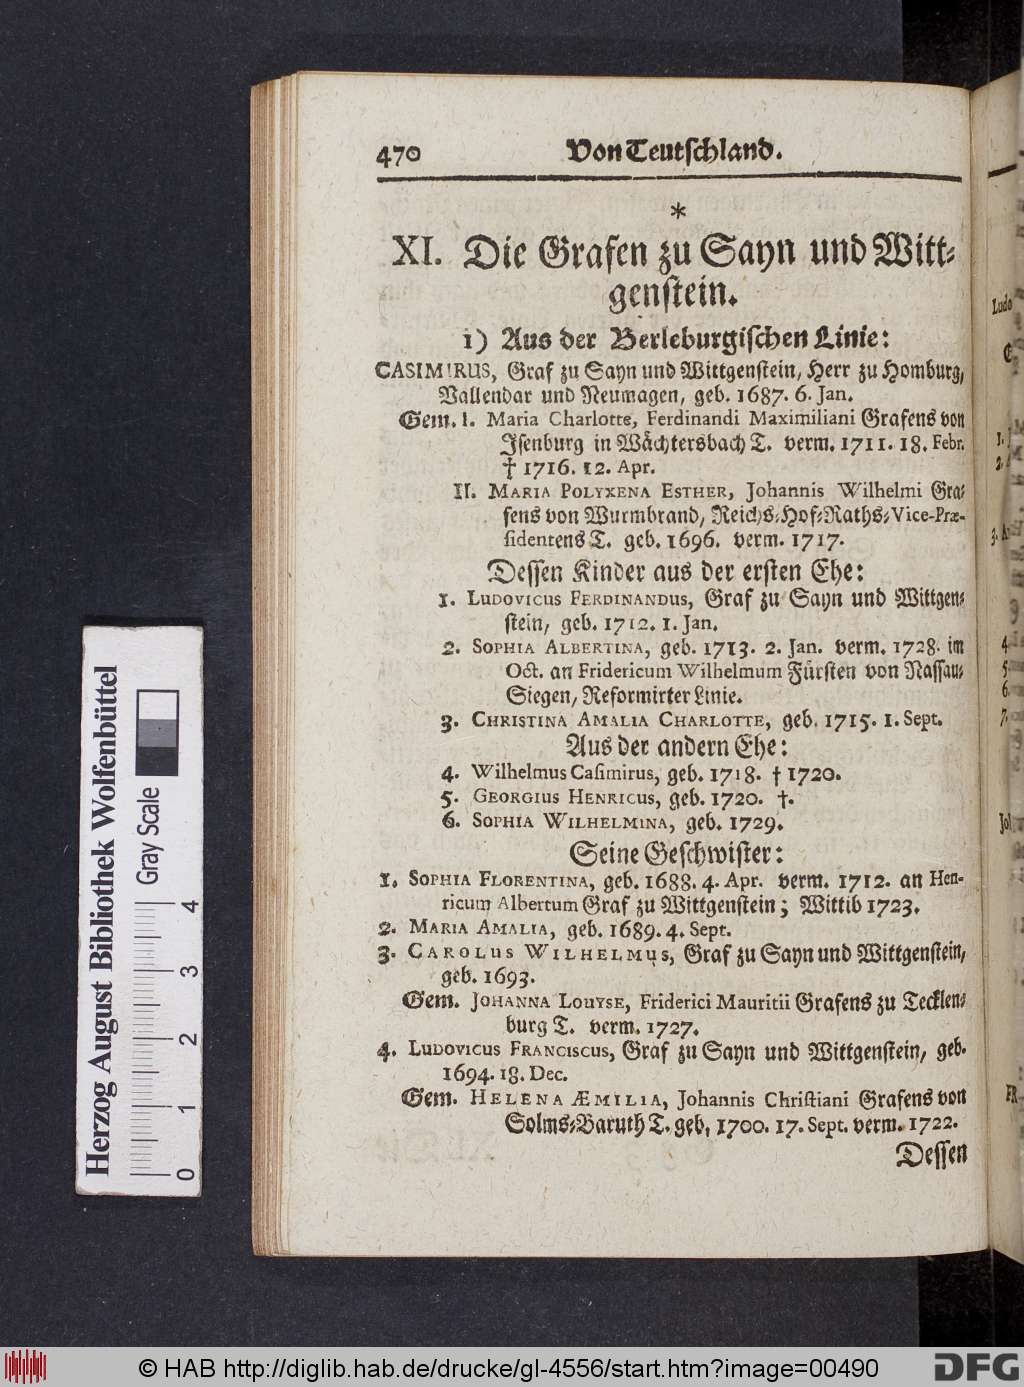 470 Von Teutschland.
*
XI. Die Grafen zu Sayn und Witt-
genstein.
1) Aus der Berleburgischen Linie:
CASIMIRUS, Graf zu Sayn und Wittgenstein, Herr zu Homburg,
Vallendar und Neumagen, geb. 1687. 6. Jan.
Gem. I. Maria Charlotte, Ferdinandi Maximiliani Grafens von
Isenburg in Wächtersbach T. verm. 1711. 18. Febr.
† 1716. 12. Apr.
II. MARIA POLYXENA ESTHER, Johannis Wilhelmi Gra-
fens von Wurmbrand, Reichs-Hof-Raths-Vice-Præ-
sidentens T. geb. 1696. verm. 1717.
Dessen Kinder aus der ersten Ehe:
1. LUDOVICUS FERDINANDUS, Graf zu Sayn und Wittgen-
stein, geb. 1712. 1. Jan.
2. SOPHIA ALBERTINA, geb. 1713. 2. Jan. verm. 1728. im
Oct. an Fridericum Wilhelmum Fürsten von Nassau-
Siegen, Reformirter Linie.
3. CHRISTINA AMALIA CHARLOTTE, geb. 1715. 1. Sept.
Aus der andern Ehe:
4. Wilhelmus Casimirus, geb. 1718. † 1720.
5. GEORGIUS HENRICUS, geb. 1720. †.
6. SOPHIA WILHELMINA, geb. 1729.
Seine Geschwister:
1. SOPHIA FLORENTINA, geb. 1688. 4. Apr. verm. 1712. an Hen-
ricum Albertum Graf zu Wittgenstein; Wittib 1723.
2. MARIA AMALIA, geb. 1689. 4. Sept.
3. CAROLUS WILHELMUS, Graf zu Sayn und Wittgenstein,
geb. 1693.
Gem. JOHANNA LOUYSE, Friderici Mauritii Grafens zu Tecklen-
burg T. verm. 1727.
4. LUDOVICUS FRANCISCUS, Graf zu Sayn und Wittgenstein, geb.
1694. 18. Dec.
Gem. HELENA ÆMILIA, Johannis Christiani Grafens von
Solms-Baruth T. geb. 1700. 17. Sept. verm. 1722.
Dessen
Ludo
1.
4
5.
6.
7.
Joh
FR
Herzog August Bibliothek Wolfenbüttel
Gray Scale
0 1 2 3 4
© HAB http://diglib.hab.de/drucke/gl-4556/start.htm?image=00490
DFG